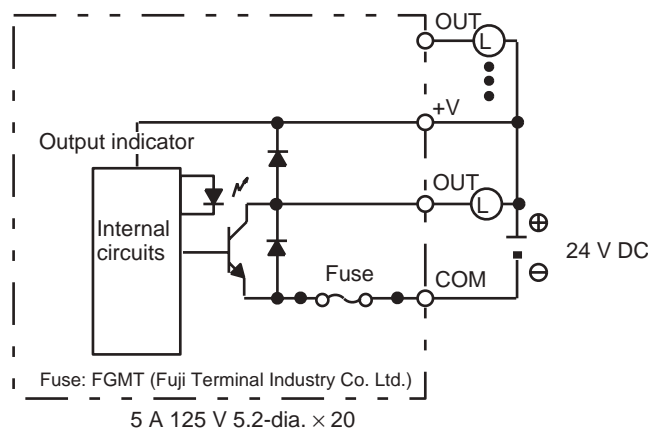 OUT
L
+V
Output indicator
OUT
L
Internal
circuits
24 V DC
Fuse
COM
Fuse: FGMT (Fuji Terminal Industry Co. Ltd.)
5 A 125 V 5.2-dia. × 20